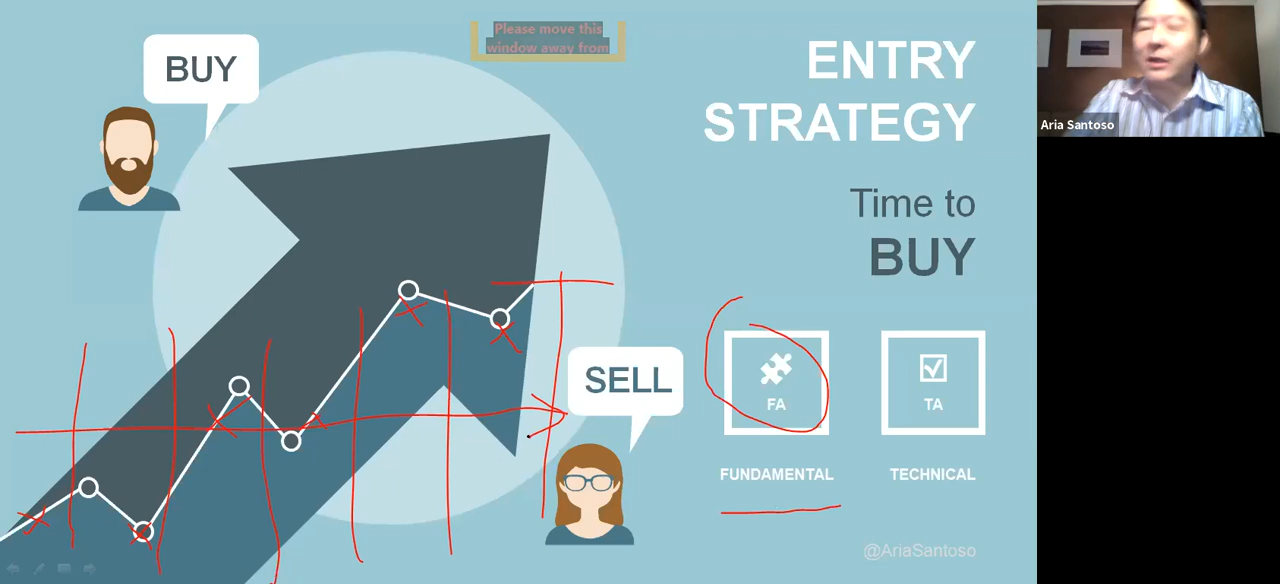 Please move this
window away from
BUY
ENTRY
STRATEGY
Aria Santoso
Time to
BUY
SELL
FA
TA
FUNDAMENTAL
TECHNICAL
@AriaSantoso